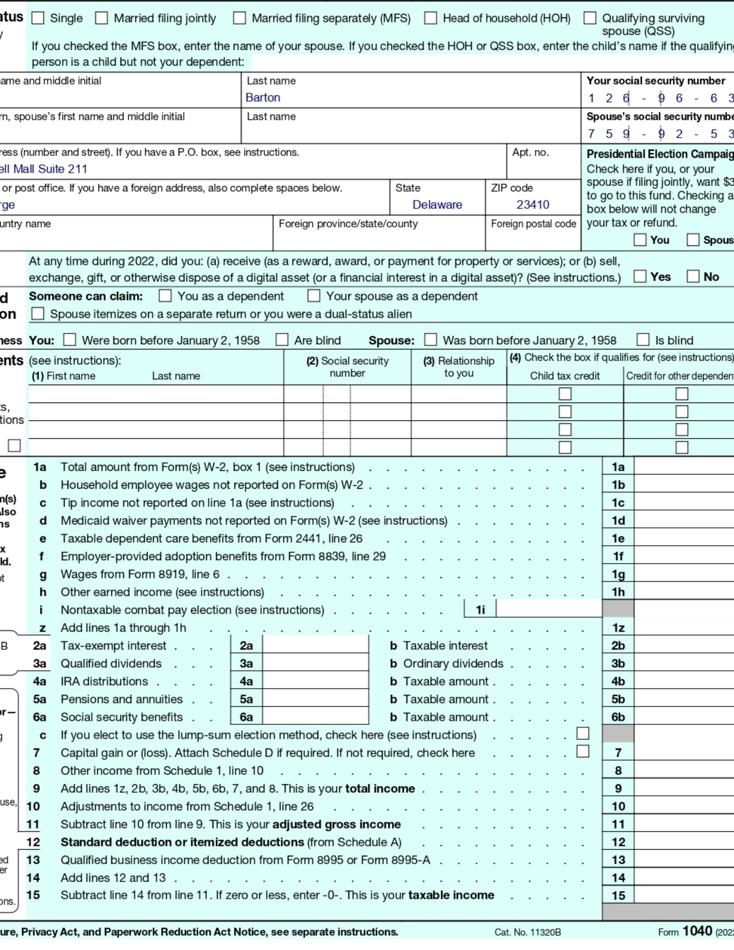 atus Single Married filing jointly Married filing separately (MFS) Head of household (HOH) Qualifying surviving
spouse (QSS)
If you checked the MFS box, enter the name of your spouse. If you checked the HOH or QSS box, enter the child's name if the qualifying
person is a child but not your dependent:
name and middle initial Last name Your social security number
Barton 1 2 6 - 9 6 - 6 3
n, spouse's first name and middle initial Last name Spouse's social security numbe
7 5 9 - 9 2 - 5 3
ress (number and street). If you have a P.O. box, see instructions. Apt. no. Presidential Election Campaig
ell Mall Suite 211 Check here if you, or your
or post office. If you have a foreign address, also complete spaces below. State ZIP code spouse if filing jointly, want $3
rge Delaware 23410 to go to this fund. Checking a
box below will not change
untry name Foreign province/state/county Foreign postal code your tax or refund.
You Spous
At any time during 2022, did you: (a) receive (as a reward, award, or payment for property or services); or (b) sell,
exchange, gift, or otherwise dispose of a digital asset (or a financial interest in a digital asset)? (See instructions.) Yes No
d Someone can claim: You as a dependent Your spouse as a dependent
on Spouse itemizes on a separate return or you were a dual-status alien
ness You: Were born before January 2, 1958 Are blind Spouse: Was born before January 2, 1958 Is blind
ents (see instructions): (2) Social security number (3) Relationship to you (4) Check the box if qualifies for (see instructions)
(1) First name Last name Child tax credit Credit for other dependent
s,
tions
1a Total amount from Form(s) W-2, box 1 (see instructions) 1a
b Household employee wages not reported on Form(s) W-2 1b
c Tip income not reported on line 1a (see instructions) 1c
d Medicaid waiver payments not reported on Form(s) W-2 (see instructions) 1d
e Taxable dependent care benefits from Form 2441, line 26 1e
f Employer-provided adoption benefits from Form 8839, line 29 1f
g Wages from Form 8919, line 6 1g
h Other earned income (see instructions) 1h
i Nontaxable combat pay election (see instructions) 1i
z Add lines 1a through 1h 1z
2a Tax-exempt interest 2a b Taxable interest 2b
3a Qualified dividends 3a b Ordinary dividends 3b
4a IRA distributions 4a b Taxable amount 4b
5a Pensions and annuities 5a b Taxable amount 5b
6a Social security benefits 6a b Taxable amount 6b
c If you elect to use the lump-sum election method, check here (see instructions)
7 Capital gain or (loss). Attach Schedule D if required. If not required, check here 7
8 Other income from Schedule 1, line 10 8
9 Add lines 1z, 2b, 3b, 4b, 5b, 6b, 7, and 8. This is your total income 9
10 Adjustments to income from Schedule 1, line 26 10
11 Subtract line 10 from line 9. This is your adjusted gross income 11
12 Standard deduction or itemized deductions (from Schedule A) 12
13 Qualified business income deduction from Form 8995 or Form 8995-A 13
14 Add lines 12 and 13 14
15 Subtract line 14 from line 11. If zero or less, enter -0-. This is your taxable income 15
ure, Privacy Act, and Paperwork Reduction Act Notice, see separate instructions. Cat. No. 11320B Form 1040 (202